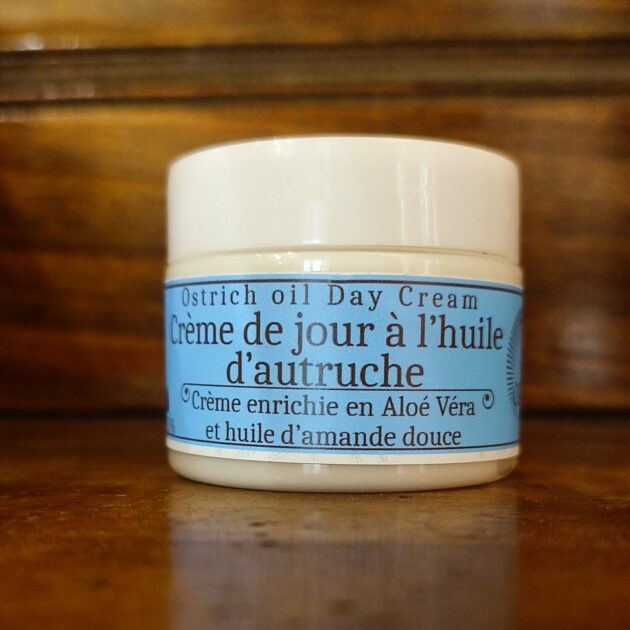 Ostrich oil Day Cream
Crème de jour à l'huile
d'autruche
Crème enrichie en Aloé Véra
et huile d'amande douce